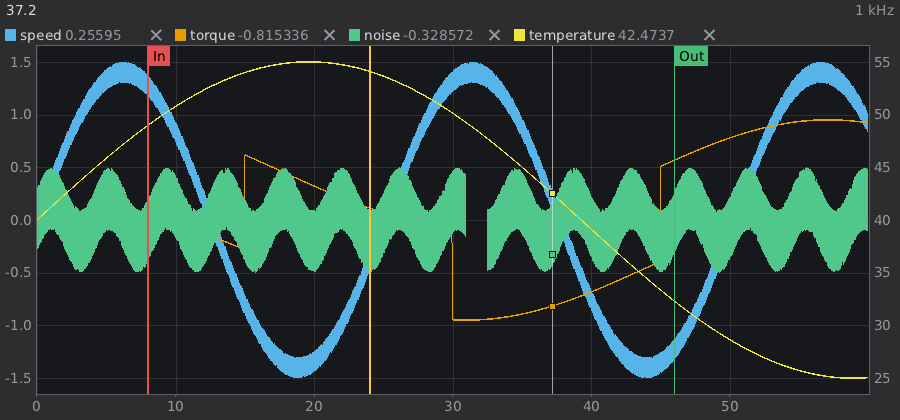 37.2 1 kHz
speed 0.25595 × torque -0.815336 × noise -0.328572 × temperature 42.4737 ×
In Out
1.5 55
1.0 50
0.5 45
0.0 40
-0.5 35
-1.0 30
-1.5 25
0 10 20 30 40 50